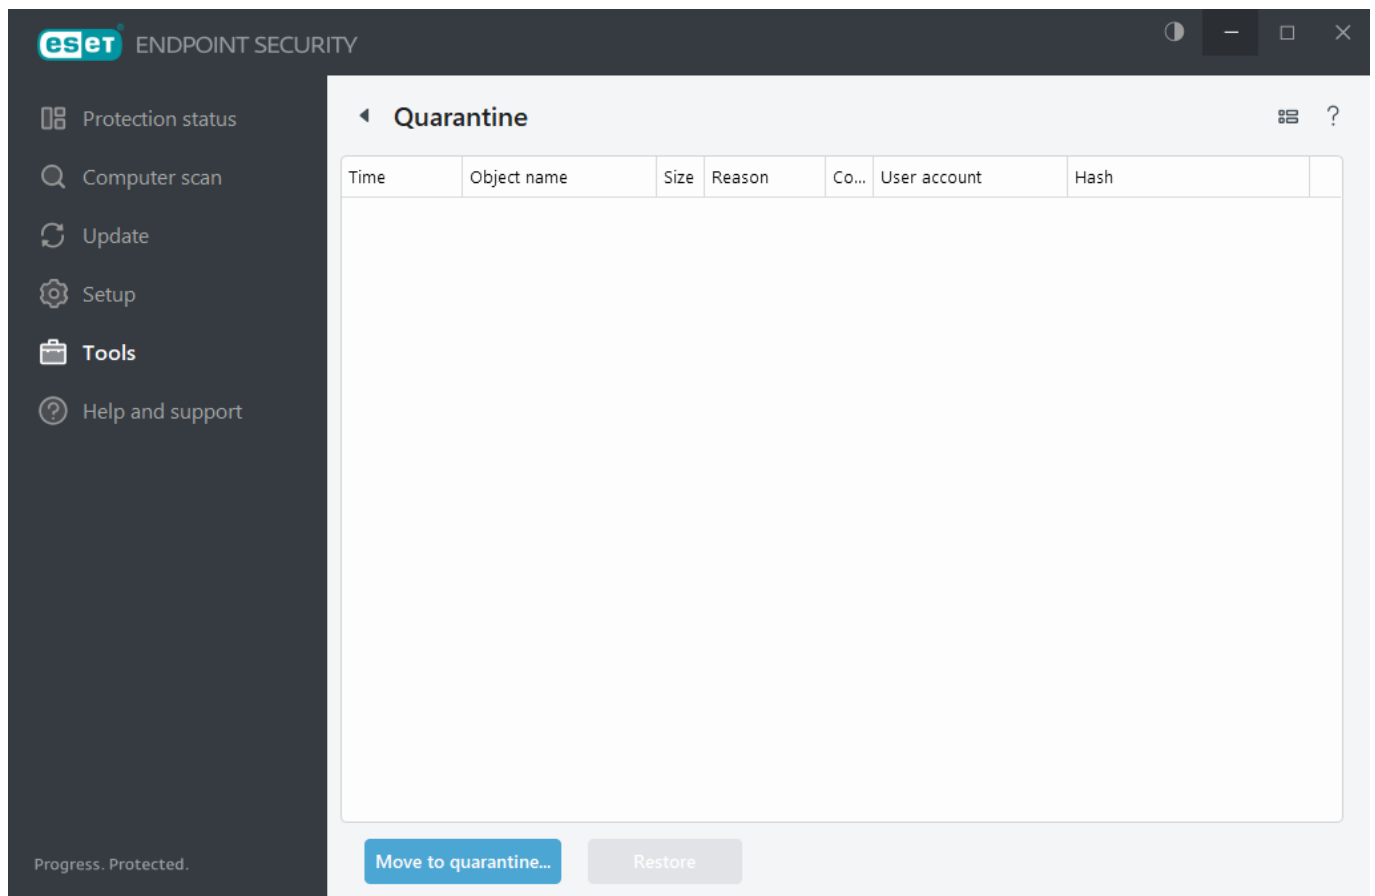 eset ENDPOINT SECURITY
Protection status
Computer scan
Update
Setup
Tools
Help and support
Progress. Protected.
Quarantine
?
Time Object name Size Reason Co... User account Hash
Move to quarantine... Restore